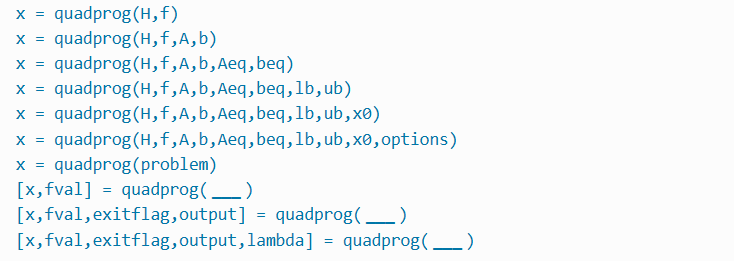 x = quadprog(H,f)
x = quadprog(H,f,A,b)
x = quadprog(H,f,A,b,Aeq,beq)
x = quadprog(H,f,A,b,Aeq,beq,lb,ub)
x = quadprog(H,f,A,b,Aeq,beq,lb,ub,x0)
x = quadprog(H,f,A,b,Aeq,beq,lb,ub,x0,options)
x = quadprog(problem)
[x,fval] = quadprog(___)
[x,fval,exitflag,output] = quadprog(___)
[x,fval,exitflag,output,lambda] = quadprog(___)